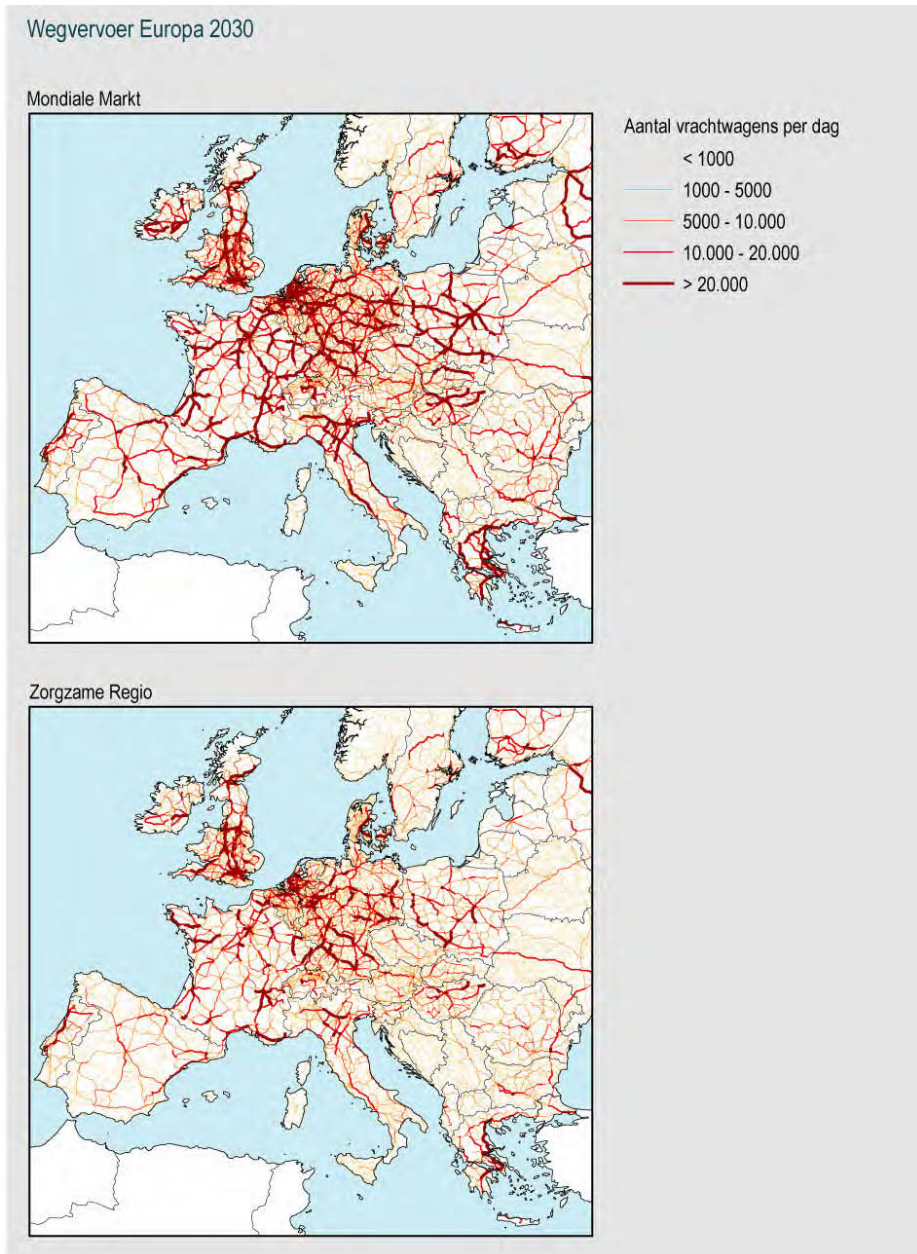 Wegvervoer Europa 2030
Mondiale Markt
Aantal vrachtwagens per dag
< 1000
1000 - 5000
5000 - 10.000
10.000 - 20.000
> 20.000
Zorgzame Regio